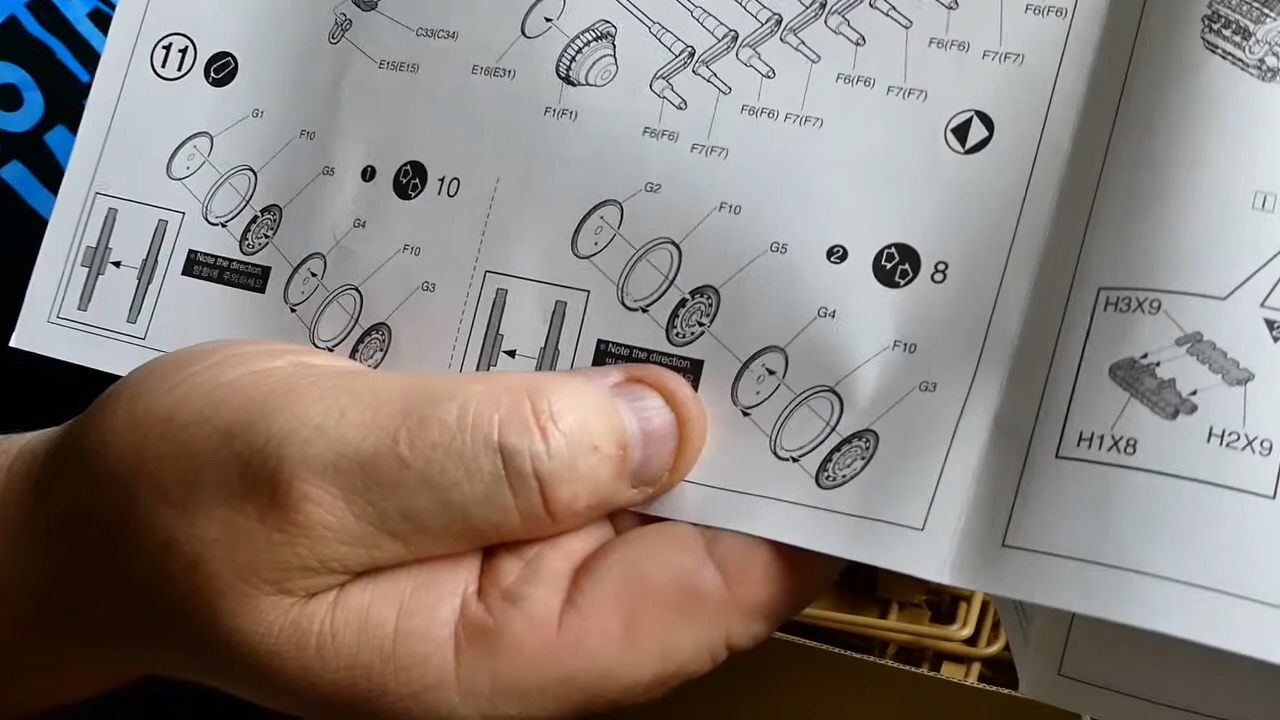 C33(C34)
E15(E15)
E16(E31)
F1(F1)
F6(F6)
F7(F7)
F6(F6)
F7(F7)
F6(F6)
F7(F7)
F6(F6)
F7(F7)
F6(F6)
11
G1
F10
G5
1
10
G4
F10
G3
* Note the direction.
방향에 주의하세요
G2
F10
G5
2
8
G4
F10
G3
* Note the direction.
H3X9
H1X8
H2X9